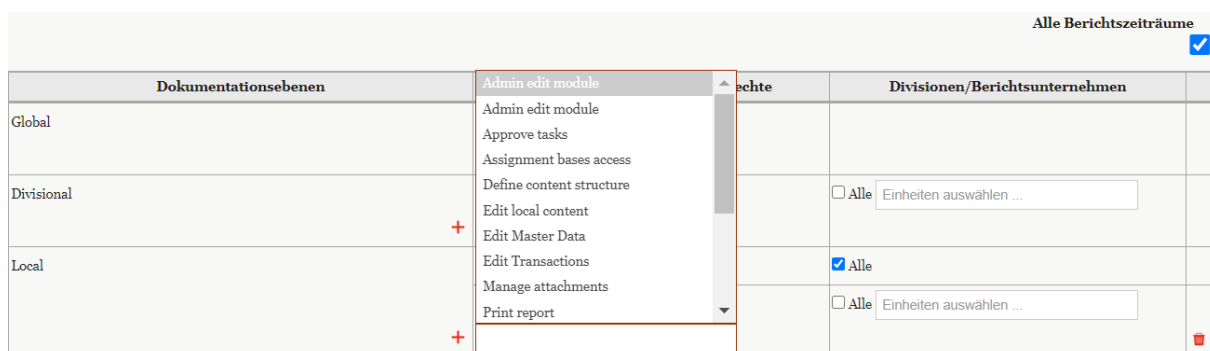 Alle Berichtszeiträume
Dokumentationsebenen
echte
Divisionen/Berichtsunternehmen
Admin edit module
Admin edit module
Approve tasks
Assignment bases access
Define content structure
Edit local content
Edit Master Data
Edit Transactions
Manage attachments
Print report
Global
Divisional
Alle Einheiten auswählen ...
Local
Alle
Alle Einheiten auswählen ...